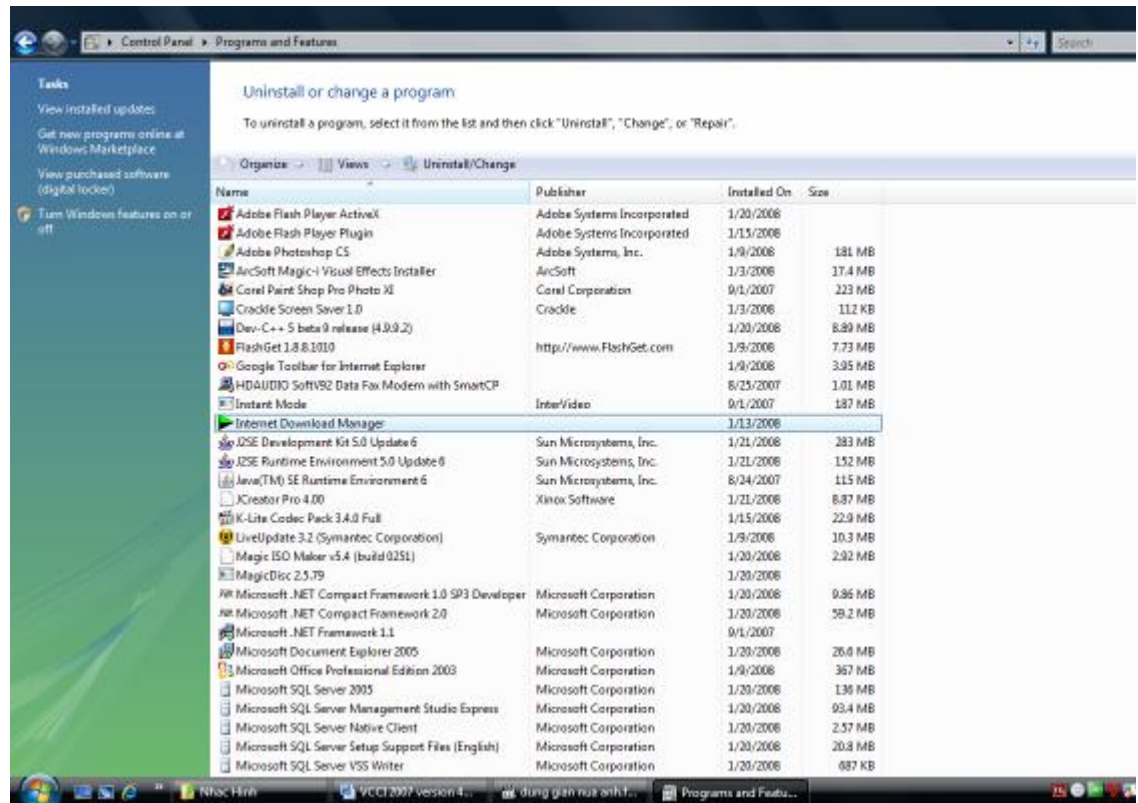 Control Panel Programs and Features
Search
Tasks
View installed updates
Get new programs online at
Windows Marketplace
View purchased software
(digital locker)
Turn Windows features on or
off
Uninstall or change a program
To uninstall a program, select it from the list and then click "Uninstall", "Change", or "Repair".
Organize Views Uninstall/Change
Name Publisher Installed On Size
Adobe Flash Player ActiveX Adobe Systems Incorporated 1/20/2008
Adobe Flash Player Plugin Adobe Systems Incorporated 1/15/2008
Adobe Photoshop CS Adobe Systems, Inc. 1/9/2008 181 MB
ArcSoft Magic-i Visual Effects Installer ArcSoft 1/3/2008 17.4 MB
Corel Paint Shop Pro Photo XI Corel Corporation 9/1/2007 223 MB
Crackle Screen Saver 1.0 Crackle 1/3/2008 112 KB
Dev-C++ 5 beta 9 release (4.9.9.2) 1/20/2008 8.89 MB
FlashGet 1.8.8.1010 http://www.FlashGet.com 1/9/2008 7.73 MB
Google Toolbar for Internet Explorer 1/9/2008 3.95 MB
HDAUDIO SoftV92 Data Fax Modem with SmartCP 8/25/2007 1.01 MB
Instant Mode InterVideo 9/1/2007 187 MB
Internet Download Manager 1/13/2008
J2SE Development Kit 5.0 Update 6 Sun Microsystems, Inc. 1/21/2008 283 MB
J2SE Runtime Environment 5.0 Update 6 Sun Microsystems, Inc. 1/21/2008 152 MB
Java(TM) SE Runtime Environment 6 Sun Microsystems, Inc. 8/24/2007 115 MB
JCreator Pro 4.00 Xinox Software 1/21/2008 8.87 MB
K-Lite Codec Pack 3.4.0 Full 1/15/2008 22.9 MB
LiveUpdate 3.2 (Symantec Corporation) Symantec Corporation 1/9/2008 10.3 MB
Magic ISO Maker v5.4 (build 0251) 1/20/2008 2.92 MB
MagicDisc 2.5.79 1/20/2008
Microsoft .NET Compact Framework 1.0 SP3 Developer Microsoft Corporation 1/20/2008 9.86 MB
Microsoft .NET Compact Framework 2.0 Microsoft Corporation 1/20/2008 59.2 MB
Microsoft .NET Framework 1.1 9/1/2007
Microsoft Document Explorer 2005 Microsoft Corporation 1/20/2008 26.6 MB
Microsoft Office Professional Edition 2003 Microsoft Corporation 1/9/2008 367 MB
Microsoft SQL Server 2005 Microsoft Corporation 1/20/2008 136 MB
Microsoft SQL Server Management Studio Express Microsoft Corporation 1/20/2008 93.4 MB
Microsoft SQL Server Native Client Microsoft Corporation 1/20/2008 2.57 MB
Microsoft SQL Server Setup Support Files (English) Microsoft Corporation 1/20/2008 20.8 MB
Microsoft SQL Server VSS Writer Microsoft Corporation 1/20/2008 687 KB
Nhac Hinh VCCI 2007 version 4... dung gian nua anh.f... Programs and Featu...